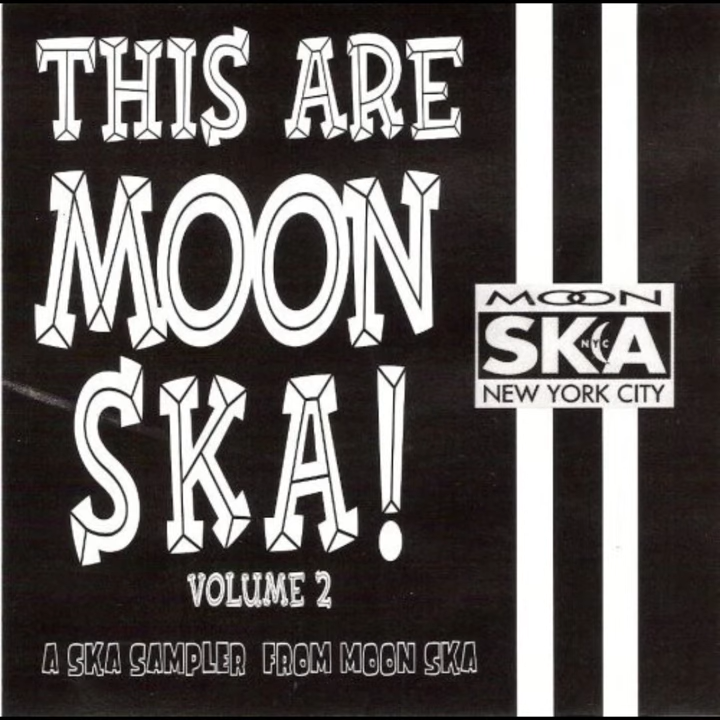 THIS ARE
MOON
SKA!
VOLUME 2
A SKA SAMPLER FROM MOON SKA
MOON
SKA
NYC
NEW YORK CITY